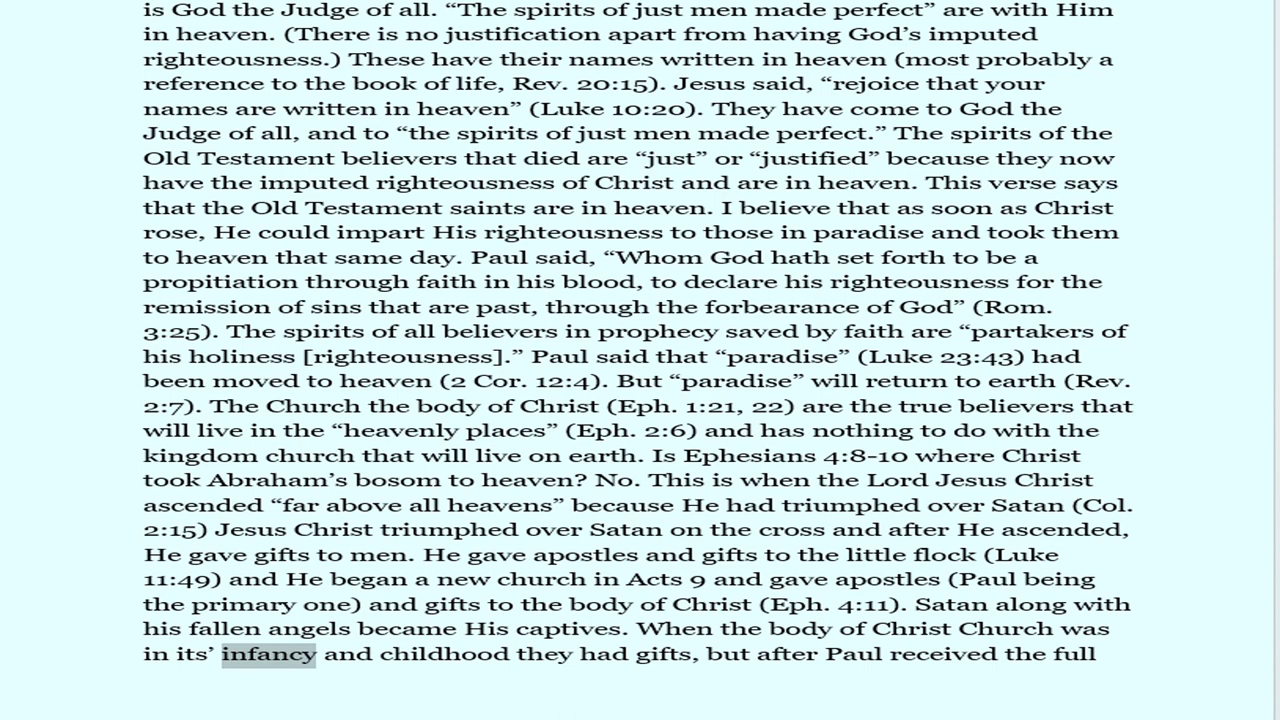 is God the Judge of all. “The spirits of just men made perfect” are with Him
in heaven. (There is no justification apart from having God’s imputed
righteousness.) These have their names written in heaven (most probably a
reference to the book of life, Rev. 20:15). Jesus said, “rejoice that your
names are written in heaven” (Luke 10:20). They have come to God the
Judge of all, and to “the spirits of just men made perfect.” The spirits of the
Old Testament believers that died are “just” or “justified” because they now
have the imputed righteousness of Christ and are in heaven. This verse says
that the Old Testament saints are in heaven. I believe that as soon as Christ
rose, He could impart His righteousness to those in paradise and took them
to heaven that same day. Paul said, “Whom God hath set forth to be a
propitiation through faith in his blood, to declare his righteousness for the
remission of sins that are past, through the forbearance of God” (Rom.
3:25). The spirits of all believers in prophecy saved by faith are “partakers of
his holiness [righteousness].” Paul said that “paradise” (Luke 23:43) had
been moved to heaven (2 Cor. 12:4). But “paradise” will return to earth (Rev.
2:7). The Church the body of Christ (Eph. 1:21, 22) are the true believers that
will live in the “heavenly places” (Eph. 2:6) and has nothing to do with the
kingdom church that will live on earth. Is Ephesians 4:8-10 where Christ
took Abraham’s bosom to heaven? No. This is when the Lord Jesus Christ
ascended “far above all heavens” because He had triumphed over Satan (Col.
2:15) Jesus Christ triumphed over Satan on the cross and after He ascended,
He gave gifts to men. He gave apostles and gifts to the little flock (Luke
11:49) and He began a new church in Acts 9 and gave apostles (Paul being
the primary one) and gifts to the body of Christ (Eph. 4:11). Satan along with
his fallen angels became His captives. When the body of Christ Church was
in its’ infancy and childhood they had gifts, but after Paul received the full